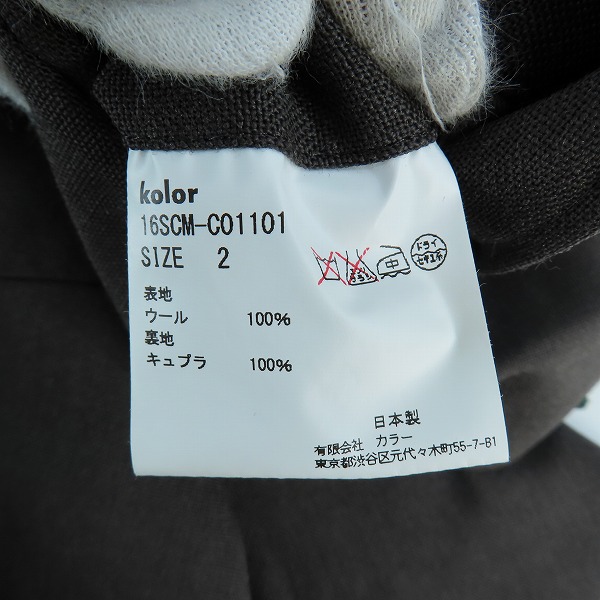 kolor
16SCM-C01101
SIZE 2
中
ドライ
セキユ系
表地
ウール 100%
裏地
キュプラ 100%
日本製
有限会社 カラー
東京都渋谷区元代々木町55-7-B1